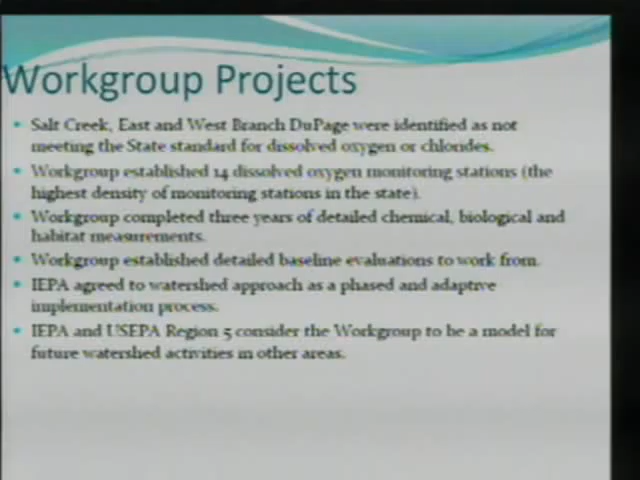 Workgroup Projects
• Salt Creek, East and West Branch DuPage were identified as not
meeting the State standard for dissolved oxygen or chlorides.
• Workgroup established 14 dissolved oxygen monitoring stations (the
highest density of monitoring stations in the state).
• Workgroup completed three years of detailed chemical, biological and
habitat measurements.
• Workgroup established detailed baseline evaluations to work from.
• IEPA agreed to watershed approach as a phased and adaptive
implementation process.
• IEPA and USEPA Region 5 consider the Workgroup to be a model for
future watershed activities in other areas.